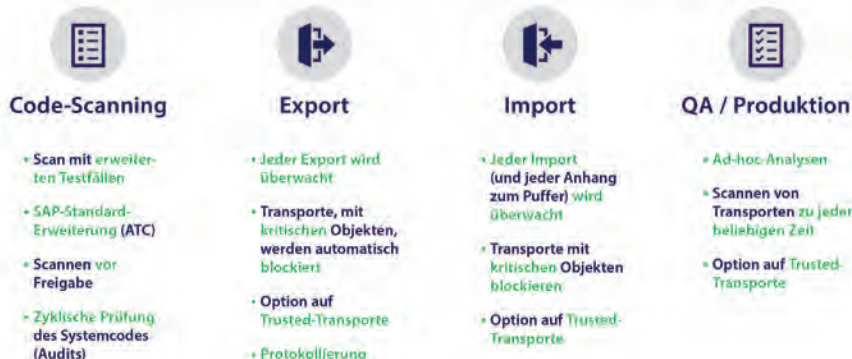 Code-Scanning
• Scan mit erweiter-
ten Testfällen
• SAP-Standard-
Erweiterung (ATC)
• Scannen vor
Freigabe
• Zyklische Prüfung
des Systemcodes
(Audits)
Export
• Jeder Export wird
überwacht
• Transporte, mit
kritischen Objekten,
werden automatisch
blockiert
• Option auf
Trusted-Transporte
• Protokollierung
Import
• Jeder Import
(und jeder Anhang
zum Puffer) wird
überwacht
• Transporte mit
kritischen Objekten
blockieren
• Option auf Trusted-
Transporte
QA / Produktion
• Ad-hoc-Analysen
• Scannen von
Transporten zu jeder
beliebigen Zeit
• Option auf Trusted-
Transporte